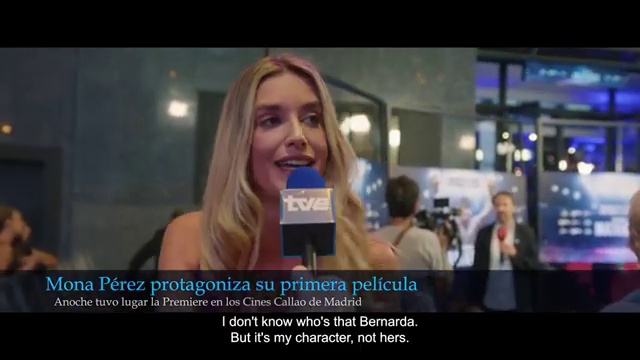 tve
Mona Pérez protagoniza su primera película
Anoche tuvo lugar la Premiere en los Cines Callao de Madrid
I don't know who's that Bernarda.
But it's my character, not hers.